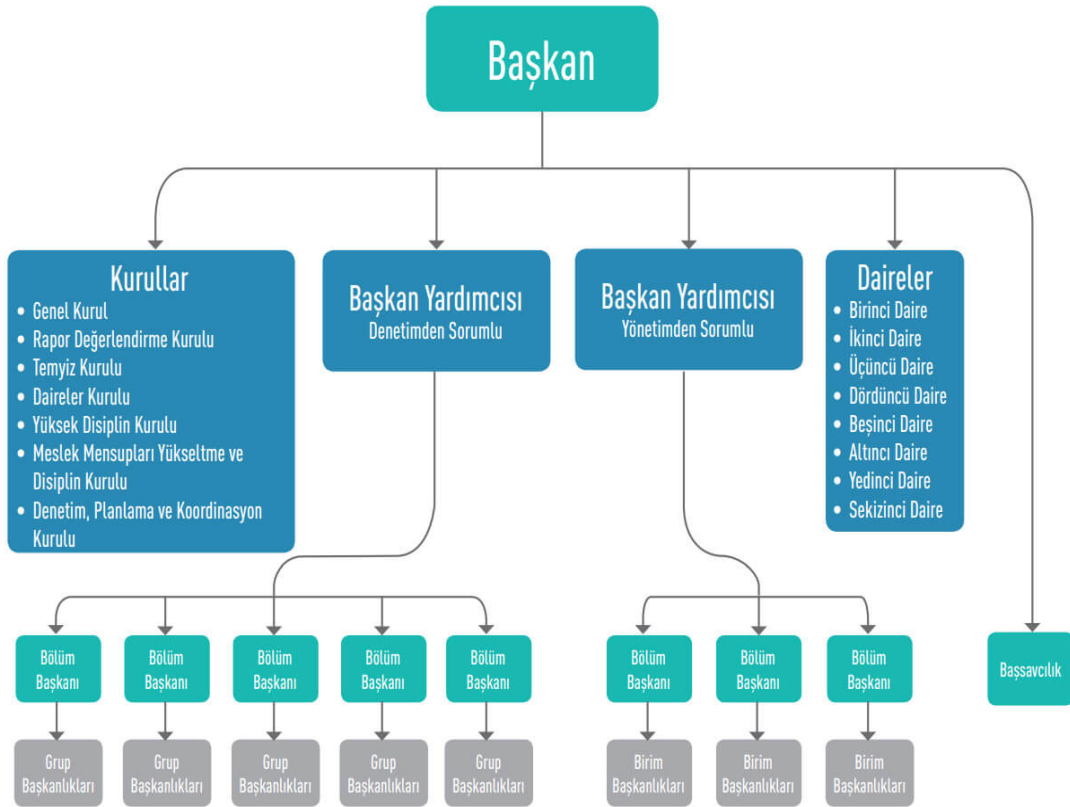 Başkan
Kurullar
• Genel Kurul
• Rapor Değerlendirme Kurulu
• Temyiz Kurulu
• Daireler Kurulu
• Yüksek Disiplin Kurulu
• Meslek Mensupları Yükseltme ve
Disiplin Kurulu
• Denetim, Planlama ve Koordinasyon
Kurulu
Başkan Yardımcısı
Denetimden Sorumlu
Başkan Yardımcısı
Yönetimden Sorumlu
Daireler
• Birinci Daire
• İkinci Daire
• Üçüncü Daire
• Dördüncü Daire
• Beşinci Daire
• Altıncı Daire
• Yedinci Daire
• Sekizinci Daire
Bölüm
Başkanı
Bölüm
Başkanı
Bölüm
Başkanı
Bölüm
Başkanı
Bölüm
Başkanı
Bölüm
Başkanı
Bölüm
Başkanı
Bölüm
Başkanı
Başsavcılık
Grup
Başkanlıkları
Grup
Başkanlıkları
Grup
Başkanlıkları
Grup
Başkanlıkları
Grup
Başkanlıkları
Birim
Başkanlıkları
Birim
Başkanlıkları
Birim
Başkanlıkları